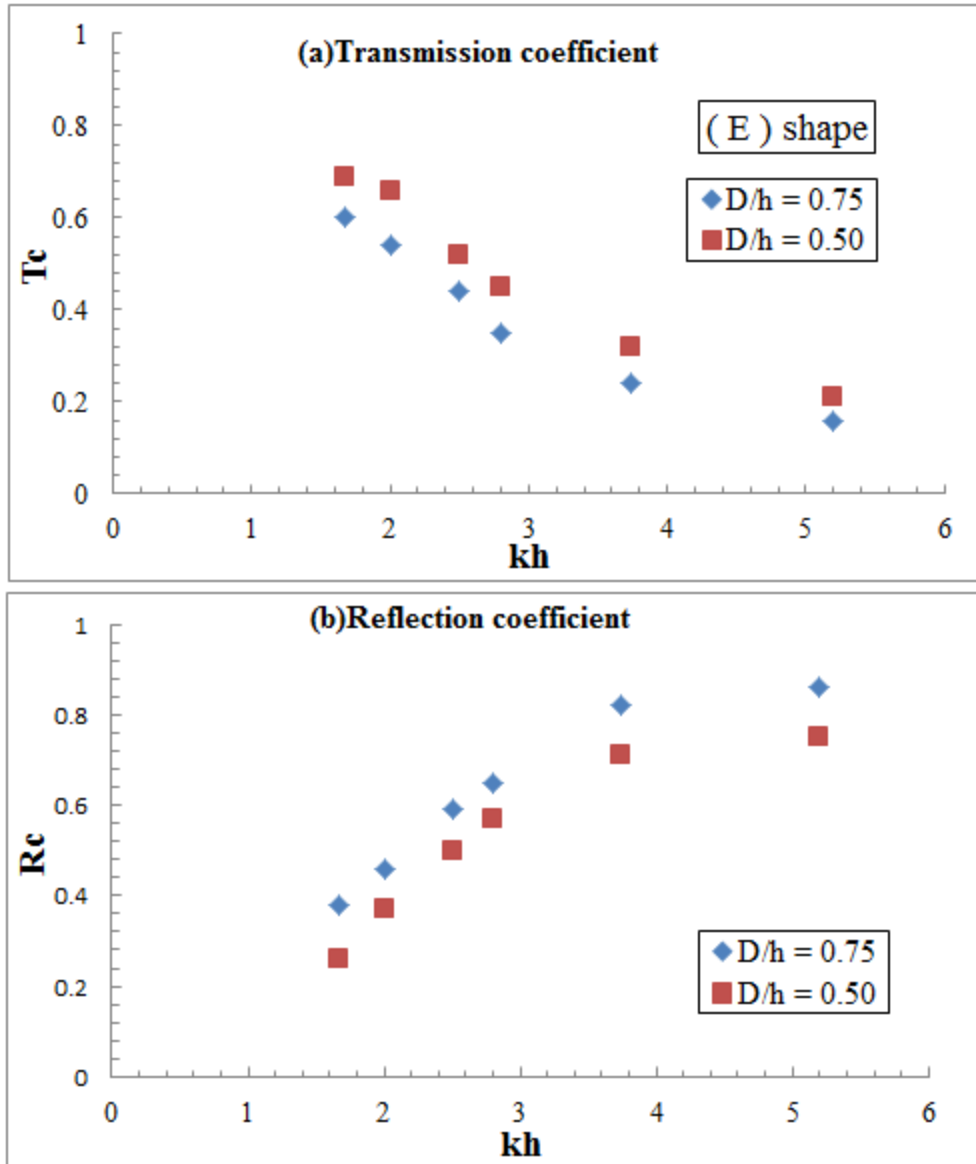 (a)Transmission coefficient
( E ) shape
D/h = 0.75
D/h = 0.50
Tc
1
0.8
0.6
0.4
0.2
0
0 1 2 3 4 5 6
kh
(b)Reflection coefficient
Rc
1
0.8
0.6
0.4
0.2
0
D/h = 0.75
D/h = 0.50
0 1 2 3 4 5 6
kh